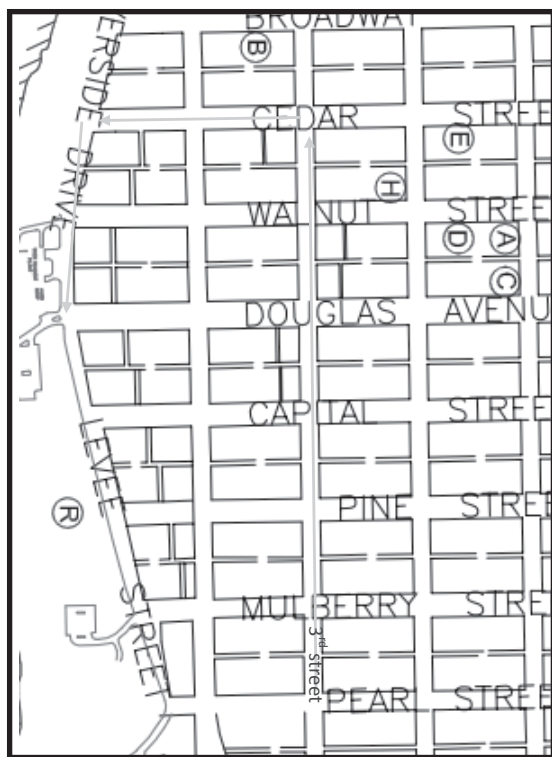 BROADWAY
B
RIVERSIDE DRIVE
CEDAR STREE
E
H
WALNUT STREE
D A
C
DOUGLAS AVENU
CAPITAL STREE
LEVEE STREET
R
PINE STREE
MULBERRY STRE
3rd street
PEARL STREE